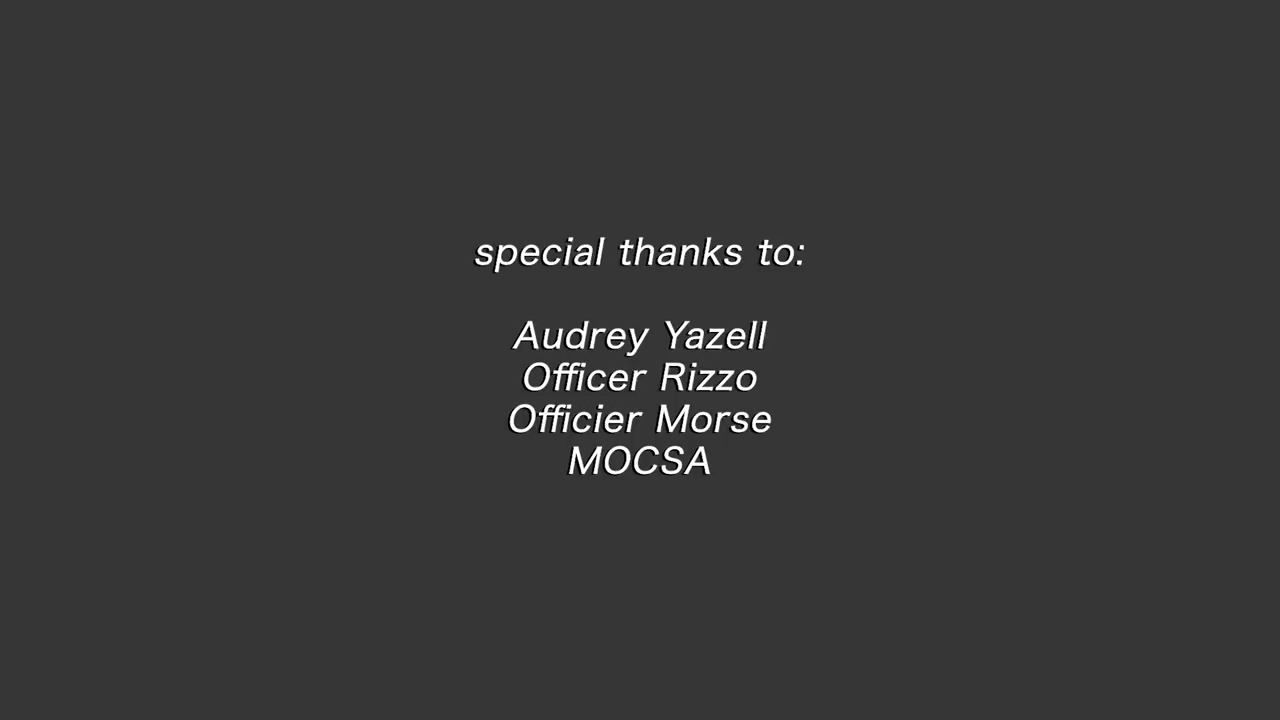 special thanks to:
Audrey Yazell
Officer Rizzo
Officier Morse
MOCSA